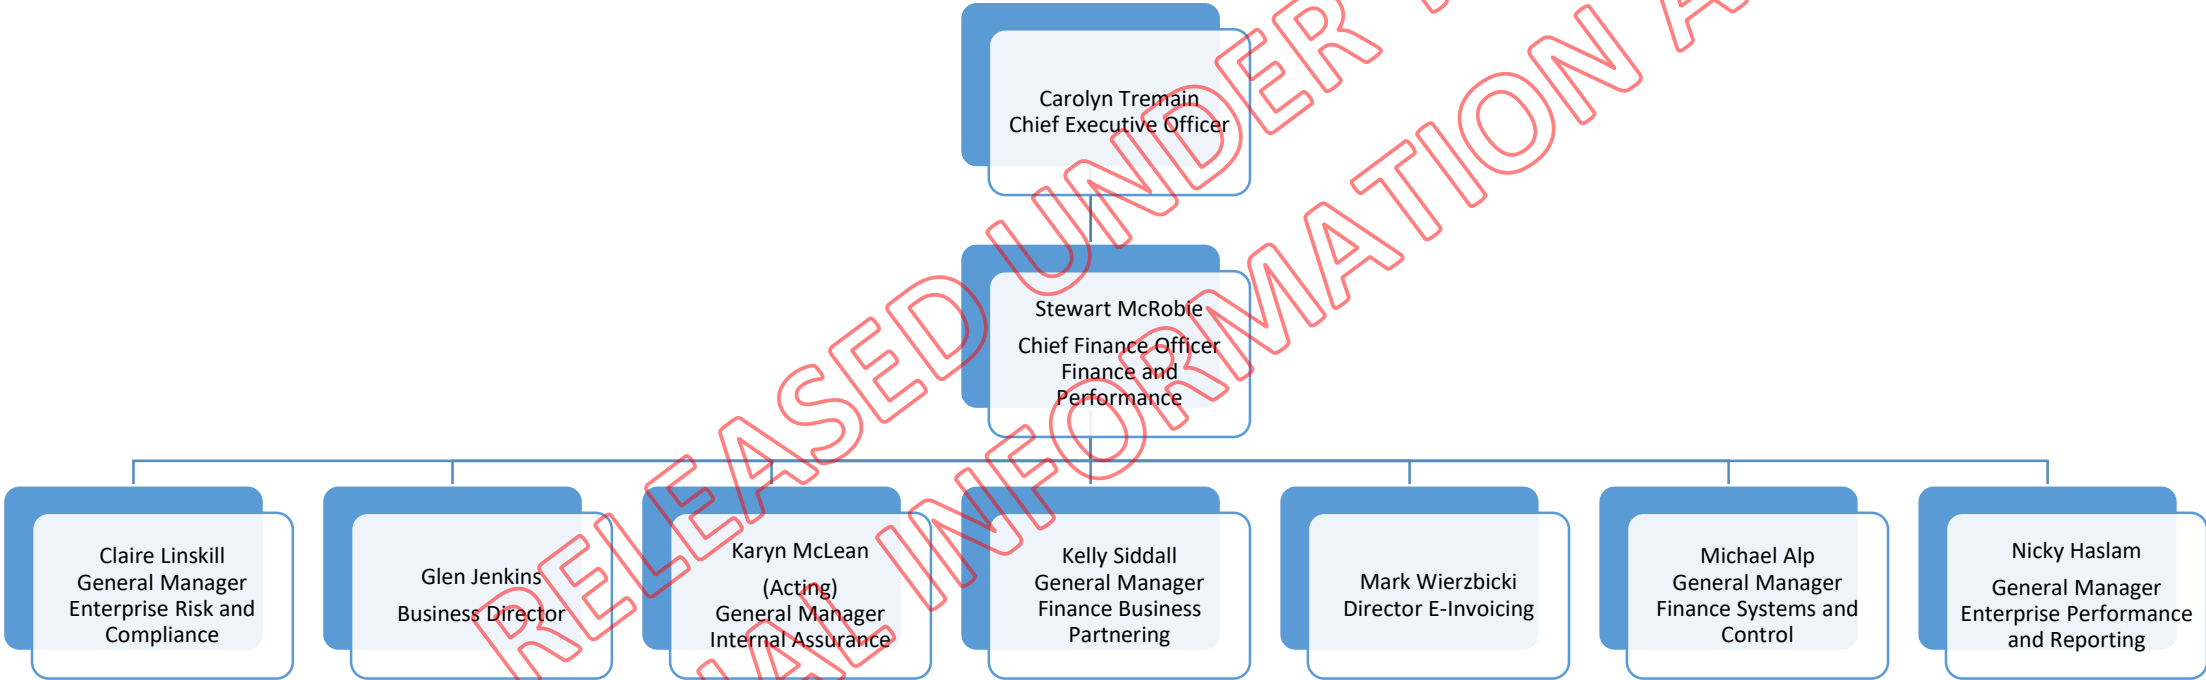 Carolyn Tremain
Chief Executive Officer
Stewart McRobie
Chief Finance Officer
Finance and
Performance
Claire Linskill
General Manager
Enterprise Risk and
Compliance
Glen Jenkins
Business Director
Karyn McLean
(Acting)
General Manager
Internal Assurance
Kelly Siddall
General Manager
Finance Business
Partnering
Mark Wierzbicki
Director E-Invoicing
Michael Alp
General Manager
Finance Systems and
Control
Nicky Haslam
General Manager
Enterprise Performance
and Reporting
RELEASED UNDER
INFORMATION